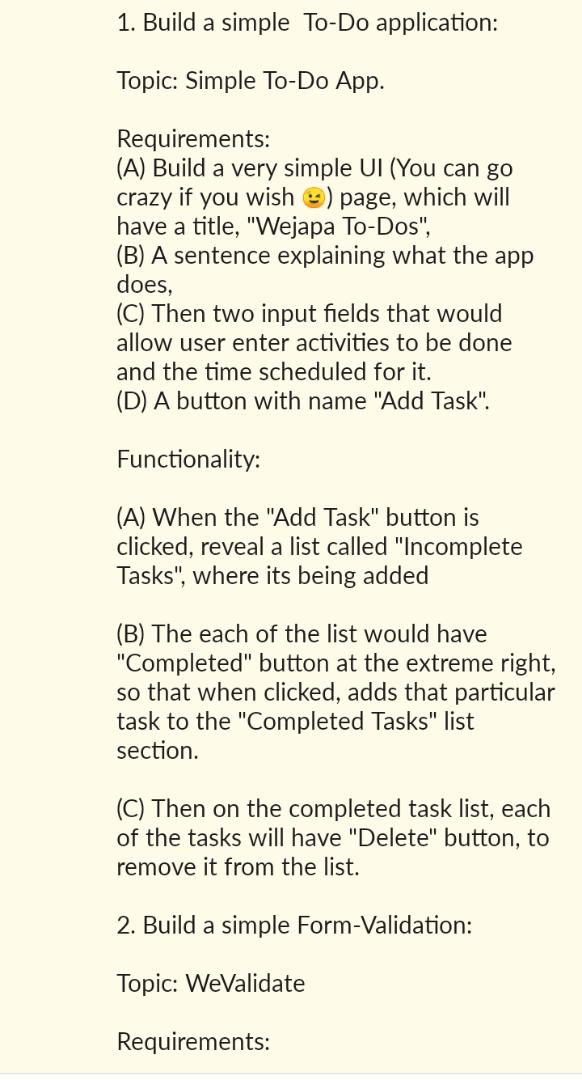 1. Build a simple  To-Do application:
Topic: Simple To-Do App.
Requirements:
(A) Build a very simple UI (You can go
crazy if you wish 😉) page, which will
have a title, "Wejapa To-Dos",
(B) A sentence explaining what the app
does,
(C) Then two input fields that would
allow user enter activities to be done
and the time scheduled for it.
(D) A button with name "Add Task".
Functionality:
(A) When the "Add Task" button is
clicked, reveal a list called "Incomplete
Tasks", where its being added
(B) The each of the list would have
"Completed" button at the extreme right,
so that when clicked, adds that particular
task to the "Completed Tasks" list
section.
(C) Then on the completed task list, each
of the tasks will have "Delete" button, to
remove it from the list.
2. Build a simple Form-Validation:
Topic: WeValidate
Requirements: